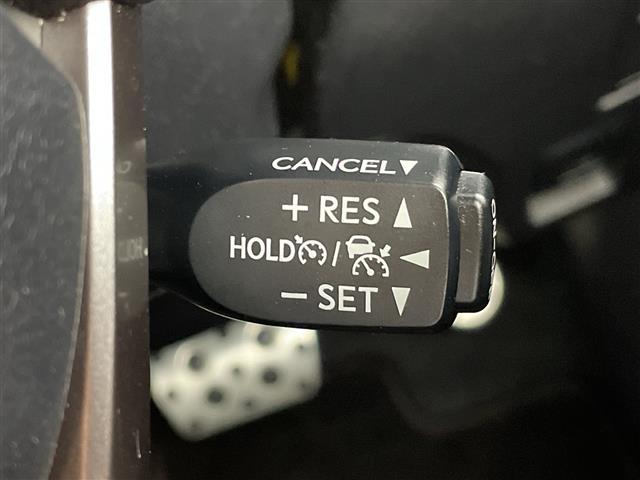 CANCEL▼
+ RES ▲
HOLD / ◀
− SET ▼